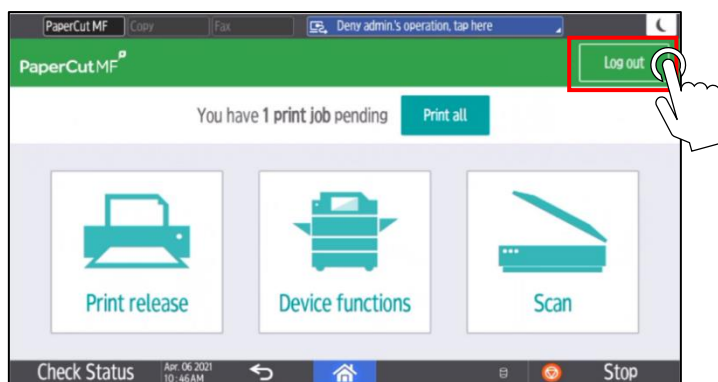 PaperCut MF Copy Fax Deny admin.'s operation, tap here
PaperCutMF
Log out
You have 1 print job pending Print all
Print release Device functions Scan
Check Status Apr. 06 2021 Stop
10:46AM